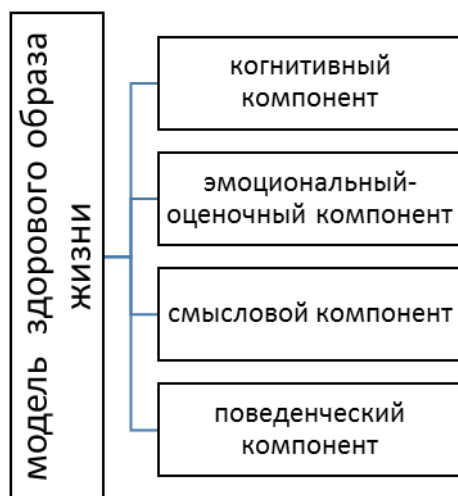 модель здорового образа
жизни
когнитивный
компонент
эмоциональный-
оценочный компонент
смысловой компонент
поведенческий
компонент